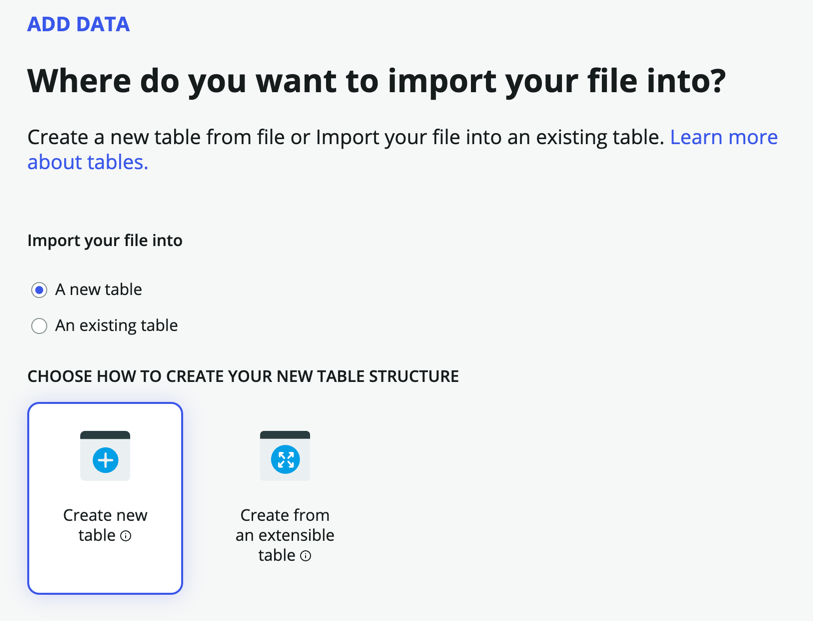 ADD DATA
Where do you want to import your file into?
Create a new table from file or Import your file into an existing table. Learn more
about tables.
Import your file into
A new table
An existing table
CHOOSE HOW TO CREATE YOUR NEW TABLE STRUCTURE
Create new
table
Create from
an extensible
table